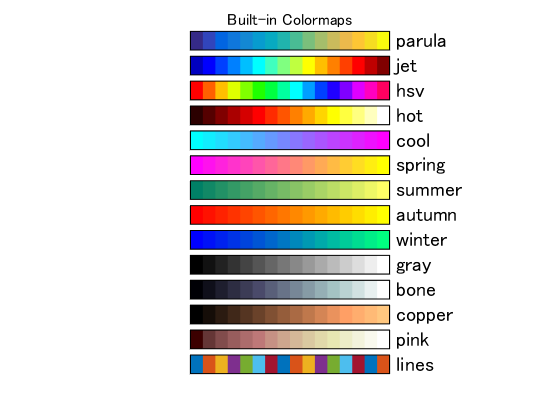 Built-in Colormaps
parula
jet
hsv
hot
cool
spring
summer
autumn
winter
gray
bone
copper
pink
lines